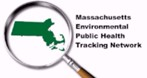 Massachusetts
Environmental
Public Health
Tracking Network